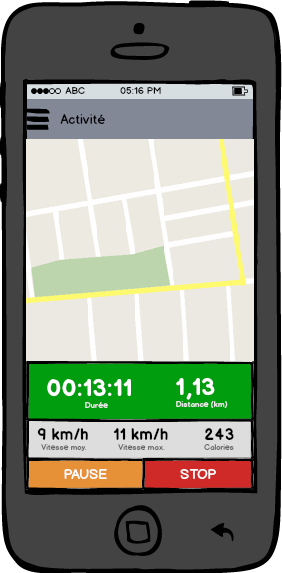 ABC 05:16 PM
Activité
00:13:11 1,13
Durée Distance (km)
9 km/h 11 km/h 243
Vitesse moy. Vitesse max. Calories
PAUSE STOP